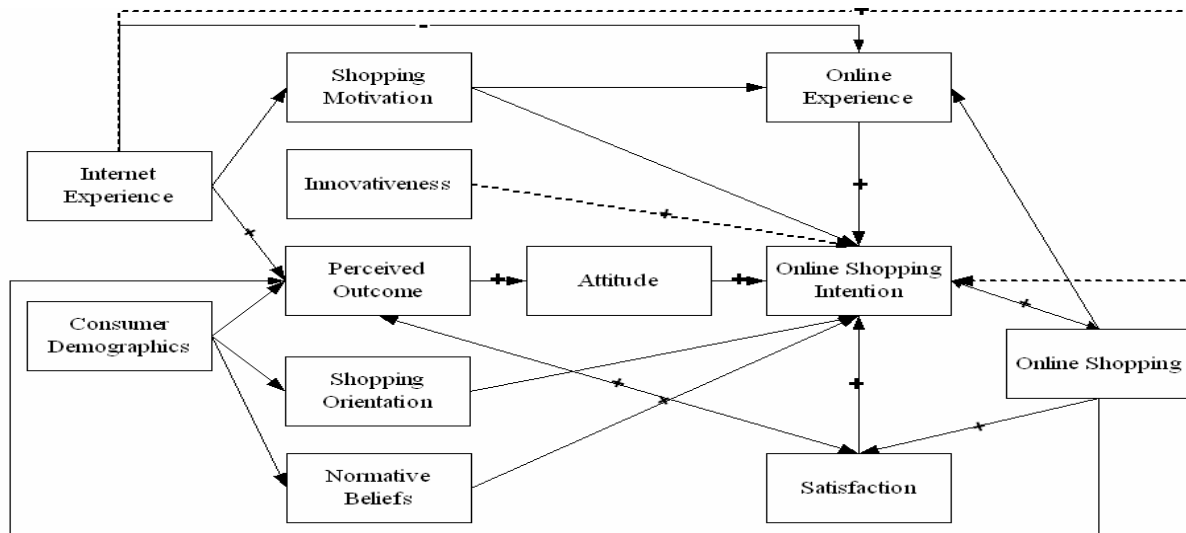 +
-
Shopping
Motivation
Online
Experience
Internet
Experience
Innovativeness
+
+
+
Perceived
Outcome
+
Attitude
+
Online Shopping
Intention
+
Consumer
Demographics
Online Shopping
Shopping
Orientation
+
+
+
+
Normative
Beliefs
Satisfaction